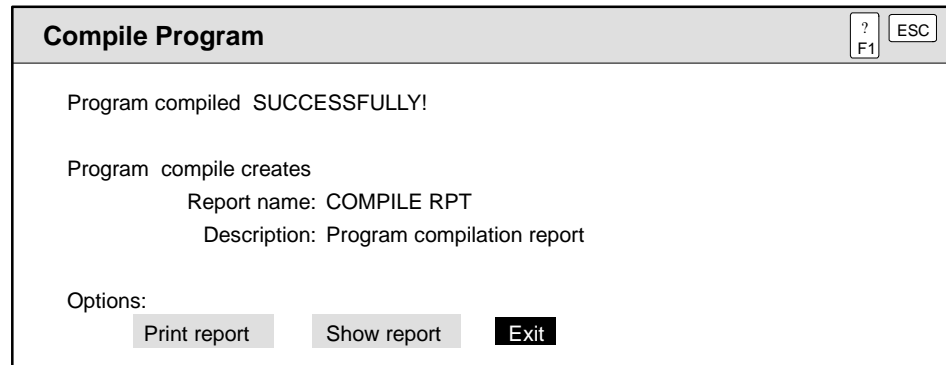 Compile Program
?
F1
ESC
Program compiled SUCCESSFULLY!
Program compile creates
Report name: COMPILE RPT
Description: Program compilation report
Options:
Print report Show report Exit